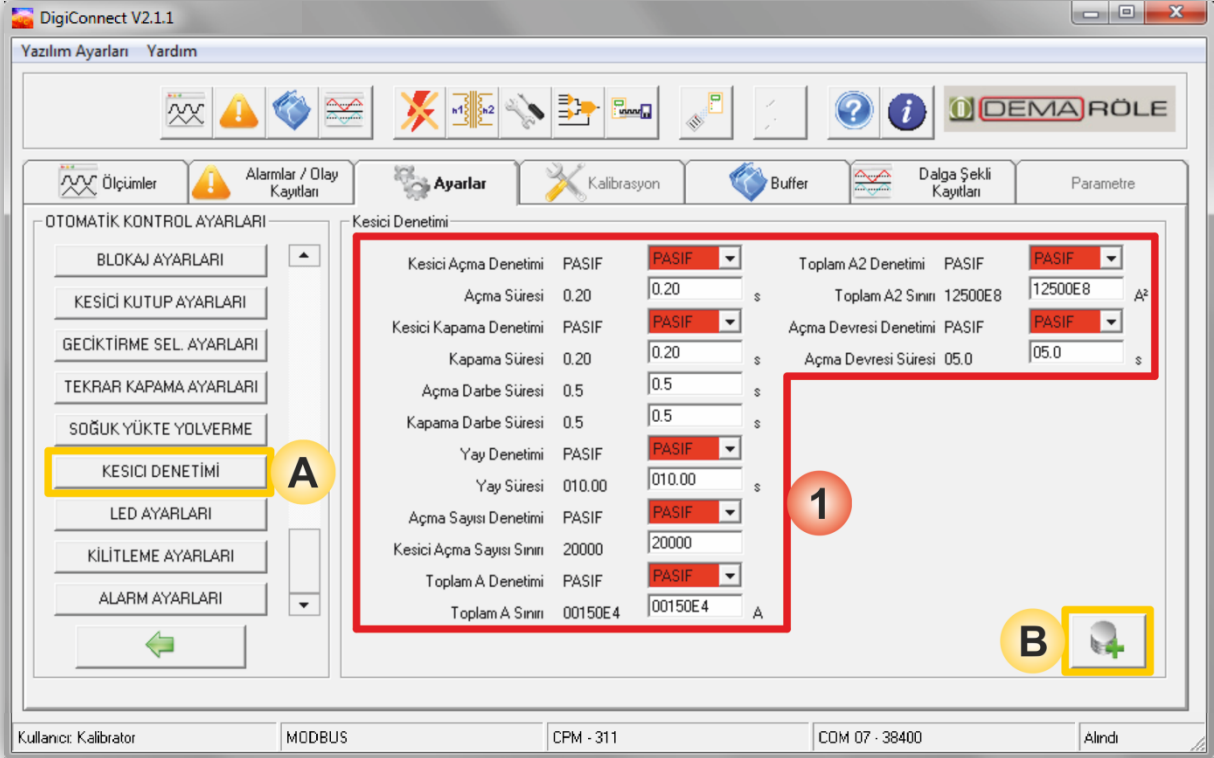 DigiConnect V2.1.1
Yazılım Ayarları Yardım
DEMA RÖLE
Ölçümler
Alarmlar / Olay Kayıtları
Ayarlar
Kalibrasyon
Buffer
Dalga Şekli Kayıtları
Parametre
OTOMATİK KONTROL AYARLARI
BLOKAJ AYARLARI
KESİCİ KUTUP AYARLARI
GECİKTİRME SEL. AYARLARI
TEKRAR KAPAMA AYARLARI
SOĞUK YÜKTE YOLVERME
KESICI DENETİMİ
A
LED AYARLARI
KİLİTLEME AYARLARI
ALARM AYARLARI
Kesici Denetimi
Kesici Açma Denetimi PASIF PASIF
Açma Süresi 0.20 0.20 s
Kesici Kapama Denetimi PASIF PASIF
Kapama Süresi 0.20 0.20 s
Açma Darbe Süresi 0.5 0.5 s
Kapama Darbe Süresi 0.5 0.5 s
Yay Denetimi PASIF PASIF
Yay Süresi 010.00 010.00 s
Açma Sayısı Denetimi PASIF PASIF
Kesici Açma Sayısı Sınırı 20000 20000
Toplam A Denetimi PASIF PASIF
Toplam A Sınırı 00150E4 00150E4 A
Toplam A2 Denetimi PASIF PASIF
Toplam A2 Sınırı 12500E8 12500E8 A²
Açma Devresi Denetimi PASIF PASIF
Açma Devresi Süresi 05.0 05.0 s
1
B
Kullanıcı: Kalibrator MODBUS CPM - 311 COM 07 - 38400 Alındı